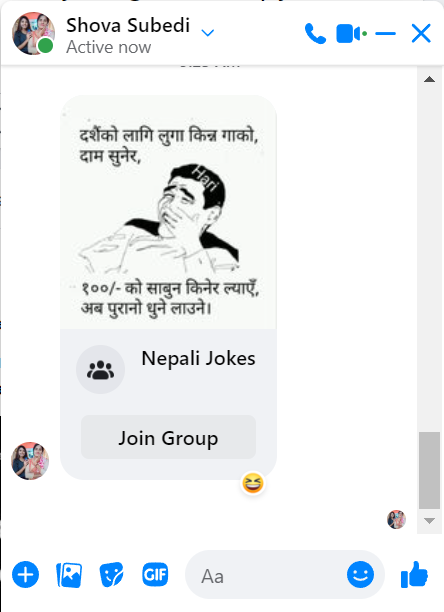 Shova Subedi
Active now
दशैंको लागि लुगा किन्न गाको,
दाम सुनेर,
Hari
१००/- को साबुन किनेर ल्याएँ,
अब पुरानो धुने लाउने।
Nepali Jokes
Join Group
GIF
Aa